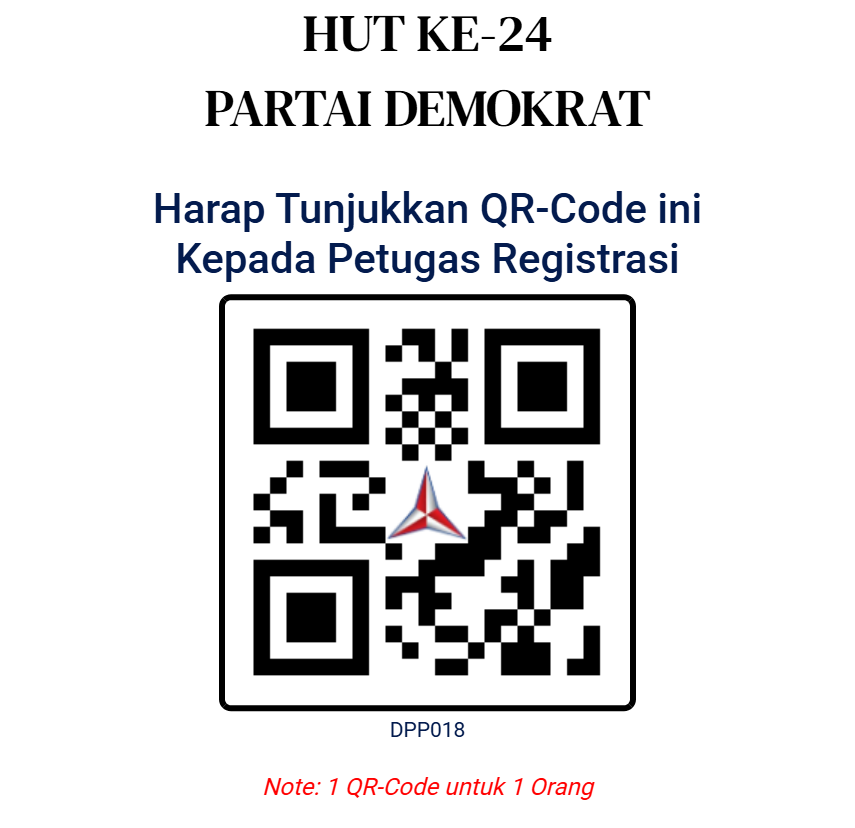 HUT KE-24
PARTAI DEMOKRAT
Harap Tunjukkan QR-Code ini
Kepada Petugas Registrasi
DPP018
Note: 1 QR-Code untuk 1 Orang